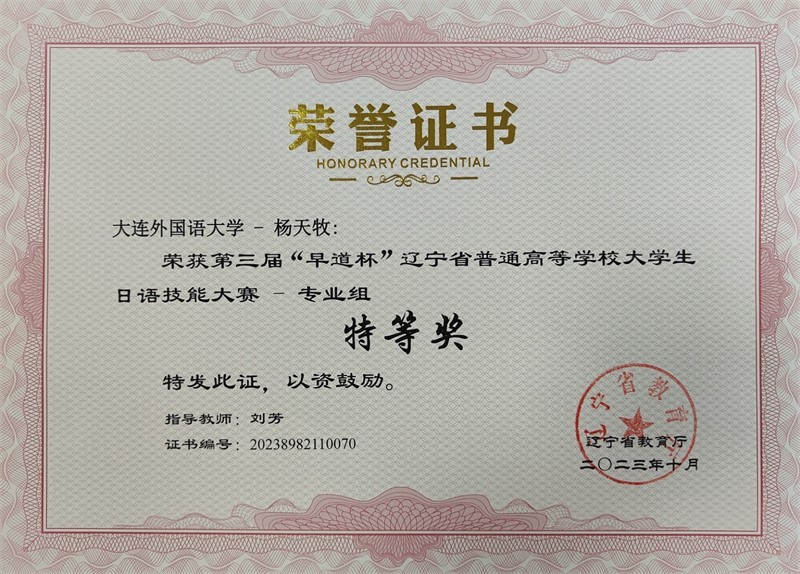 荣誉证书
HONORARY CREDENTIAL
大连外国语大学 - 杨天牧:
荣获第三届“早道杯”辽宁省普通高等学校大学生
日语技能大赛 - 专业组
特等奖
特发此证，以资鼓励。
指导教师：刘芳
证书编号：20238982110070
辽宁省教育厅
辽宁省教育厅
二〇二三年十月